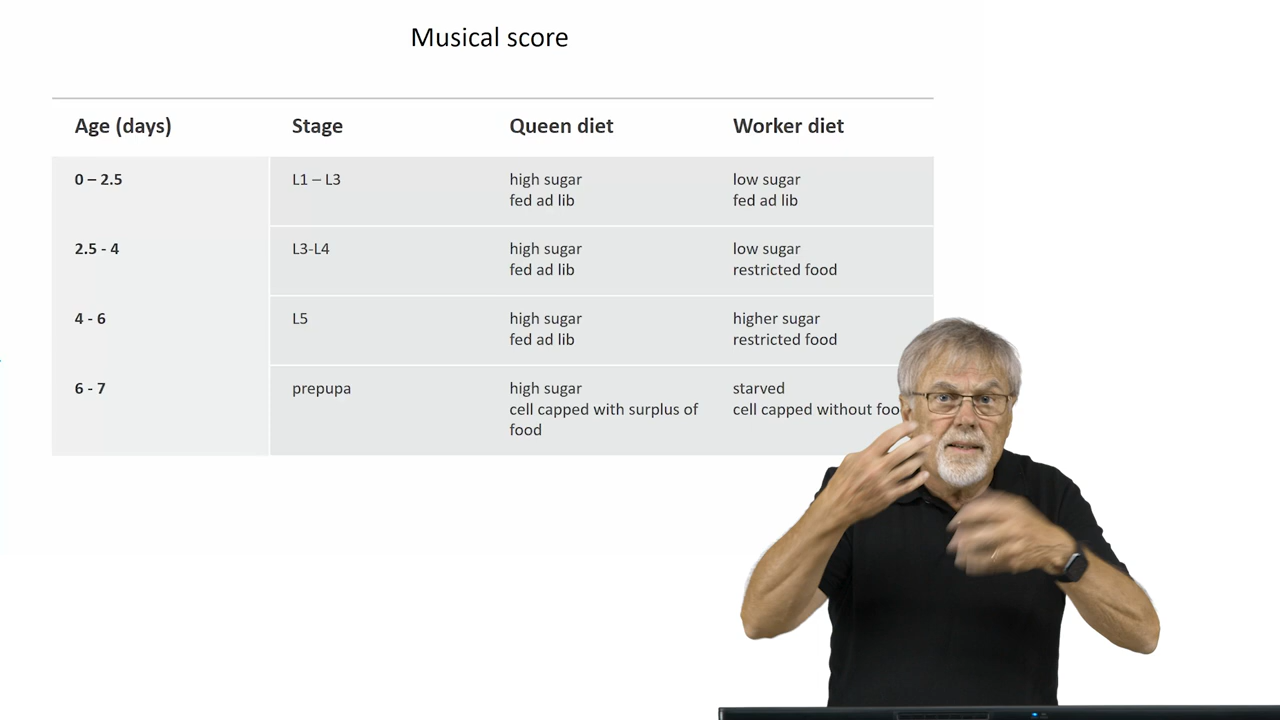 Musical score
Age (days) Stage Queen diet Worker diet
0 – 2.5 L1 – L3 high sugar low sugar
fed ad lib fed ad lib
2.5 - 4 L3-L4 high sugar low sugar
fed ad lib restricted food
4 - 6 L5 high sugar higher sugar
fed ad lib restricted food
6 - 7 prepupa high sugar starved
cell capped with surplus of cell capped without
food